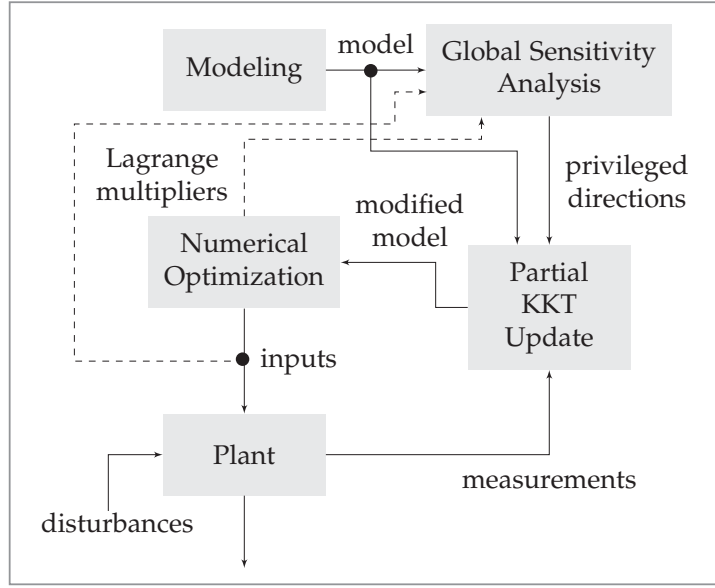 model
Modeling
Global Sensitivity
Analysis
Lagrange
multipliers
privileged
directions
modified
model
Numerical
Optimization
Partial
KKT
Update
inputs
Plant
measurements
disturbances